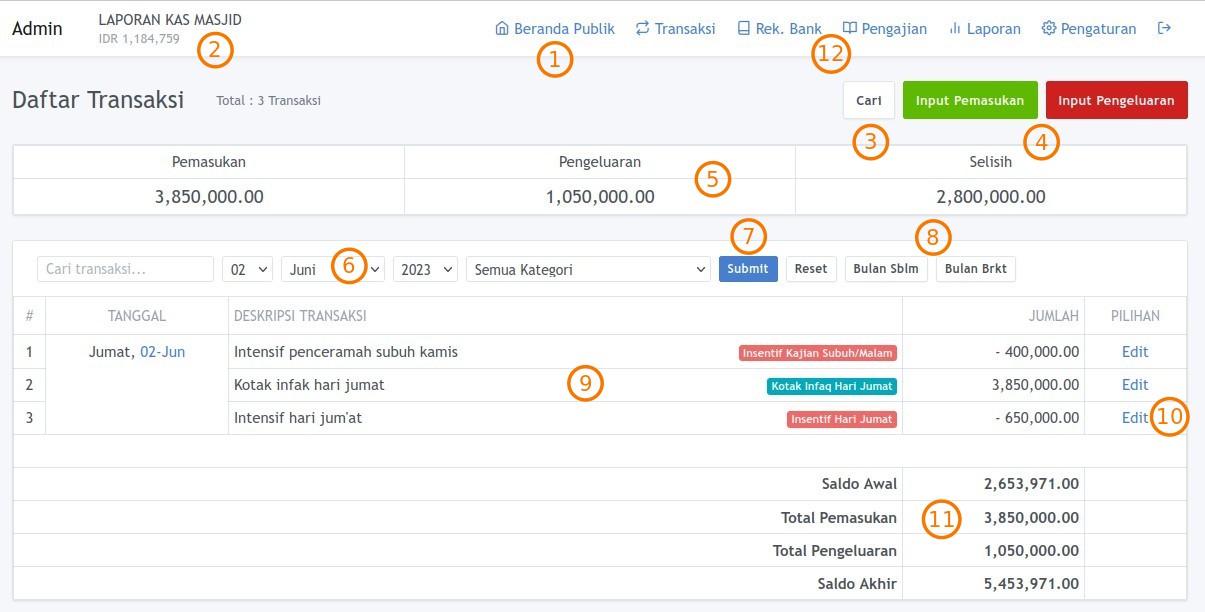 Admin
LAPORAN KAS MASJID
IDR 1,184,759
2
Beranda Publik Transaksi Rek. Bank Pengajian Laporan Pengaturan
1 12
Daftar Transaksi Total : 3 Transaksi
Cari Input Pemasukan Input Pengeluaran
3 4
Pemasukan Pengeluaran Selisih
3,850,000.00 1,050,000.00 2,800,000.00
5
7 8
Cari transaksi... 02 Juni 6 2023 Semua Kategori Submit Reset Bulan Sblm Bulan Brkt
# TANGGAL DESKRIPSI TRANSAKSI JUMLAH PILIHAN
1 Jumat, 02-Jun Intensif penceramah subuh kamis Insentif Kajian Subuh/Malam - 400,000.00 Edit
2 Kotak infak hari jumat 9 Kotak Infaq Hari Jumat 3,850,000.00 Edit
3 Intensif hari jum'at Insentif Hari Jumat - 650,000.00 Edit 10
Saldo Awal 2,653,971.00
Total Pemasukan 11 3,850,000.00
Total Pengeluaran 1,050,000.00
Saldo Akhir 5,453,971.00